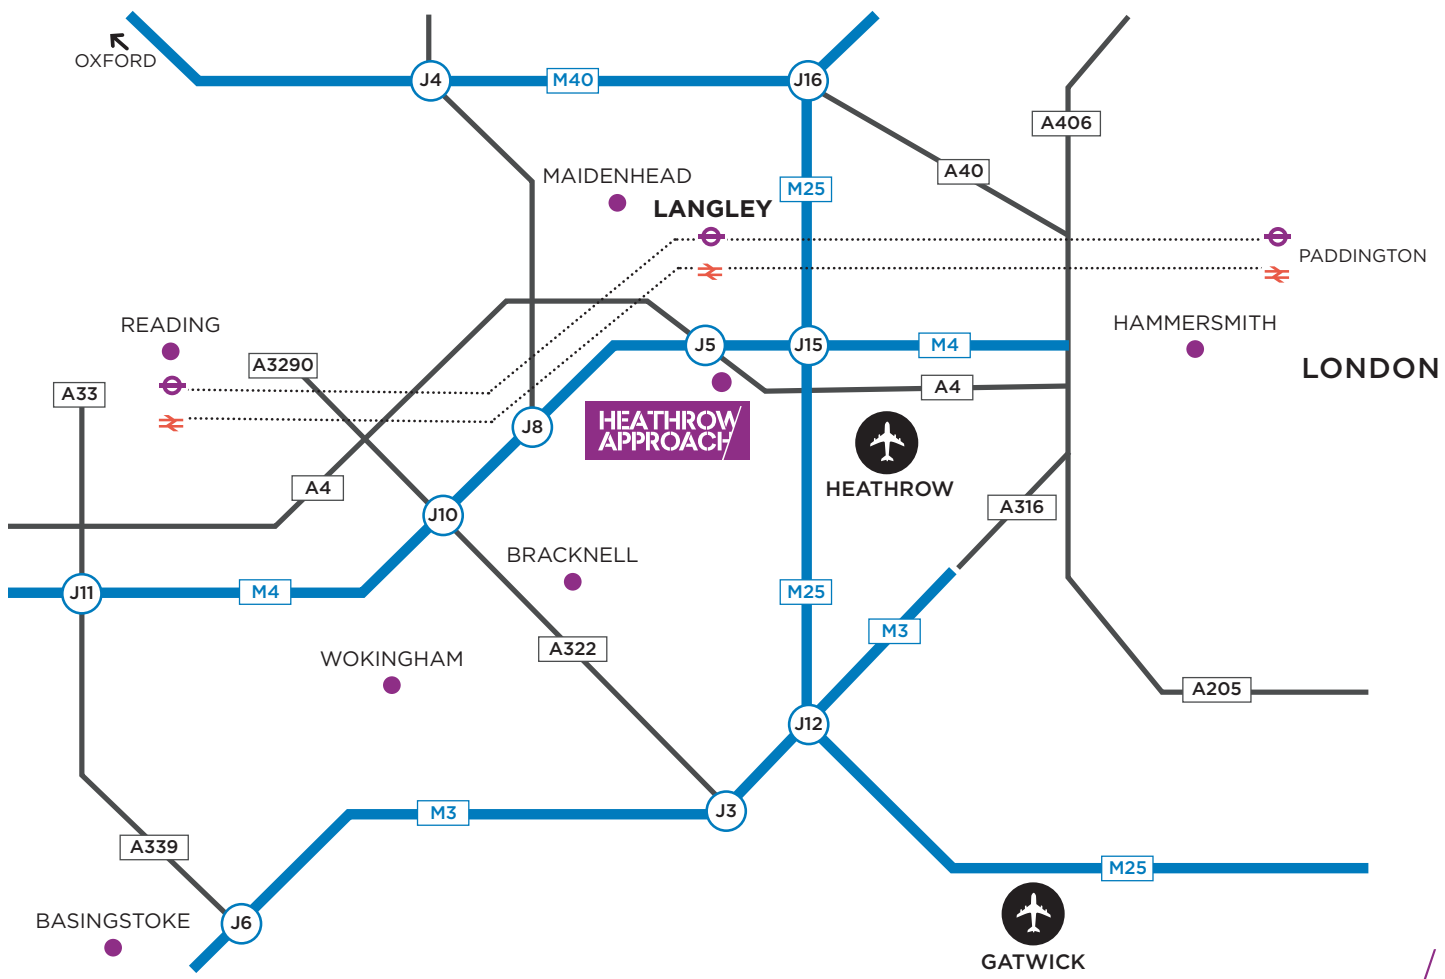 OXFORD
J4
M40
J16
A406
A40
MAIDENHEAD
M25
LANGLEY
PADDINGTON
READING
HAMMERSMITH
A3290
J5
J15
M4
LONDON
A33
A4
HEATHROW
APPROACH
J8
A4
HEATHROW
A316
J10
BRACKNELL
J11
M4
M25
M3
A322
WOKINGHAM
A205
J12
M3
J3
A339
M25
BASINGSTOKE
J6
GATWICK